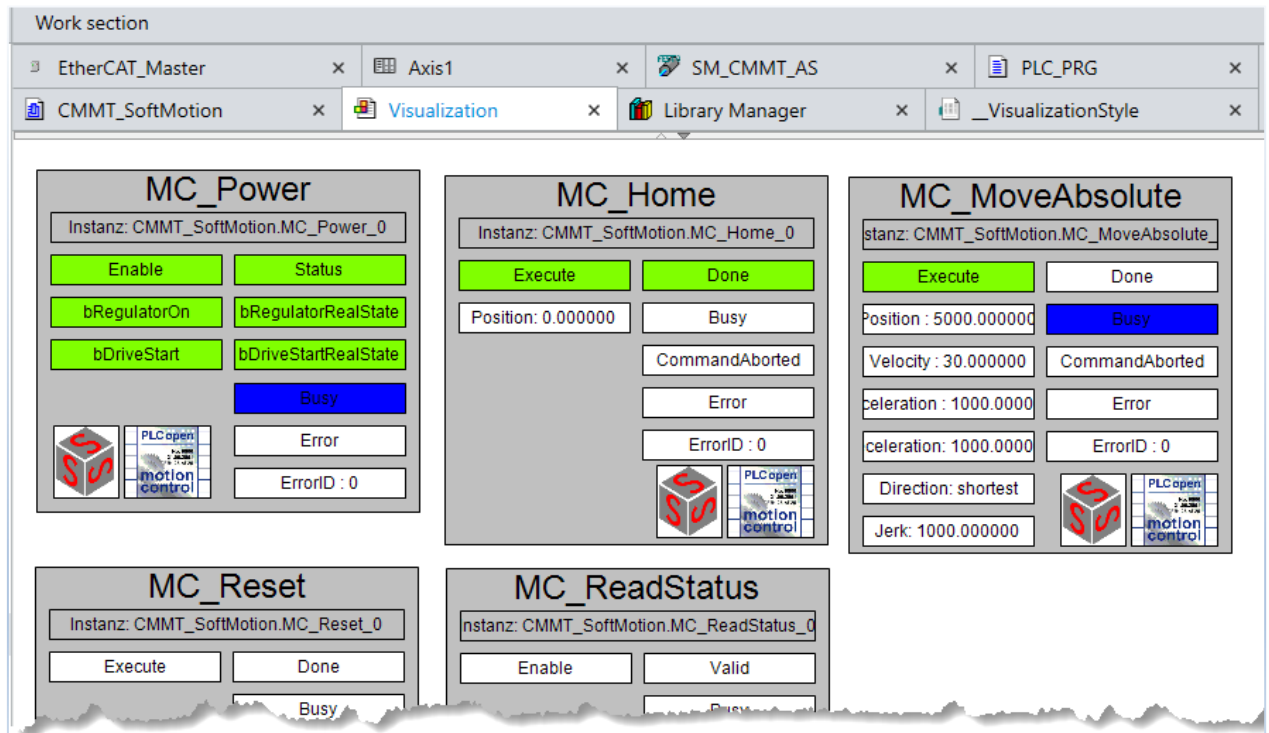 Work section
EtherCAT_Master
Axis1
SM_CMMT_AS
PLC_PRG
CMMT_SoftMotion
Visualization
Library Manager
__VisualizationStyle
MC_Power
Instanz: CMMT_SoftMotion.MC_Power_0
Enable
Status
bRegulatorOn
bRegulatorRealState
bDriveStart
bDriveStartRealState
Busy
Error
ErrorID : 0
PLCopen
motion
control
MC_Home
Instanz: CMMT_SoftMotion.MC_Home_0
Execute
Done
Position: 0.000000
Busy
CommandAborted
Error
ErrorID : 0
PLCopen
motion
control
MC_MoveAbsolute
stanz: CMMT_SoftMotion.MC_MoveAbsolute_
Execute
Done
Position : 5000.000000
Busy
Velocity : 30.000000
CommandAborted
celeration : 1000.0000
Error
celeration: 1000.0000
ErrorID : 0
Direction: shortest
Jerk: 1000.000000
PLCopen
motion
control
MC_Reset
Instanz: CMMT_SoftMotion.MC_Reset_0
Execute
Done
Busy
MC_ReadStatus
nstanz: CMMT_SoftMotion.MC_ReadStatus_0
Enable
Valid
Busy